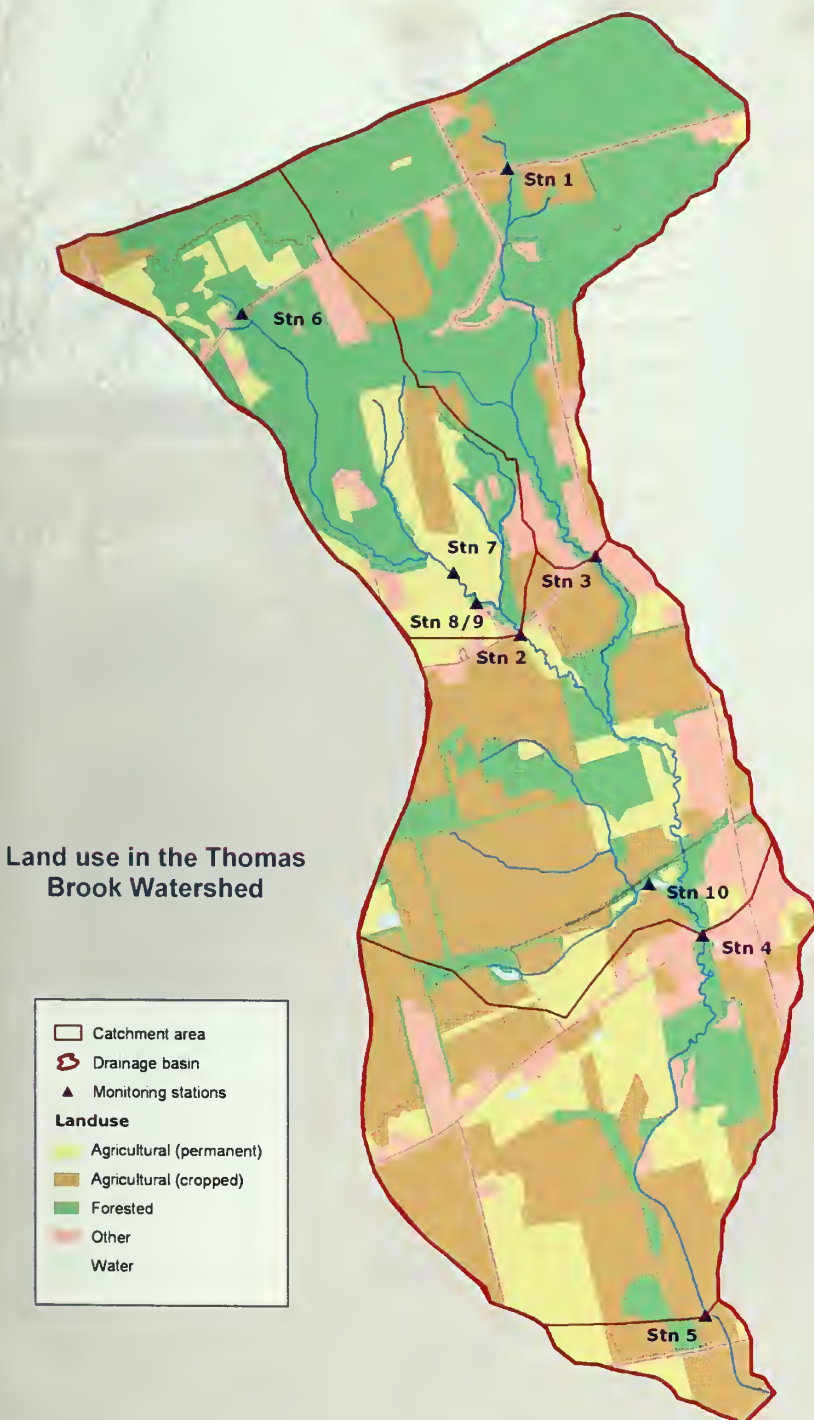 Stn 1
Stn 6
Stn 7
Stn 3
Stn 8/9
Stn 2
Land use in the Thomas
Brook Watershed
Stn 10
Stn 4
Catchment area
Drainage basin
Monitoring stations
Landuse
Agricultural (permanent)
Agricultural (cropped)
Forested
Other
Water
Stn 5